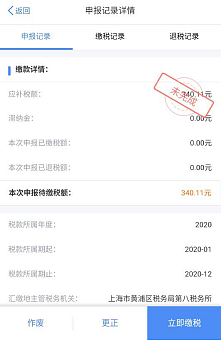 返回 申报记录详情
申报记录 缴税记录 退税记录
缴款详情:
应补税额: 340.11元
未完成
滞纳金: 0.00元
本次申报已缴税额: 0.00元
本次申报已退税额: 0.00元
本次申报待缴税额: 340.11元
税款所属年度: 2020
税款所属期起: 2020-01
税款所属期止: 2020-12
汇缴地主管税务机关: 上海市黄浦区税务局第八税务所
作废 更正 立即缴税